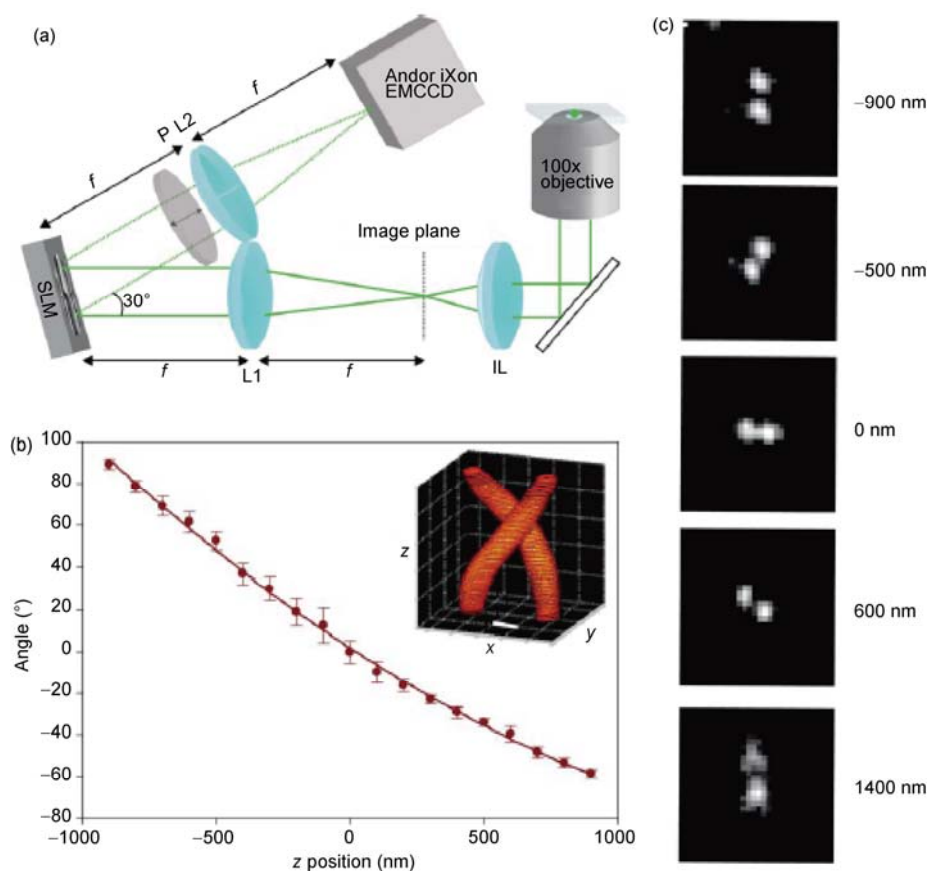 (a)
f
Andor iXon
EMCCD
P L2
f
100x
objective
Image plane
SLM
30°
f
L1
f
IL
(b)
100
80
60
40
20
0
−20
−40
−60
−80
Angle (°)
−1000
−500
0
500
1000
z position (nm)
z
x
y
(c)
−900 nm
−500 nm
0 nm
600 nm
1400 nm